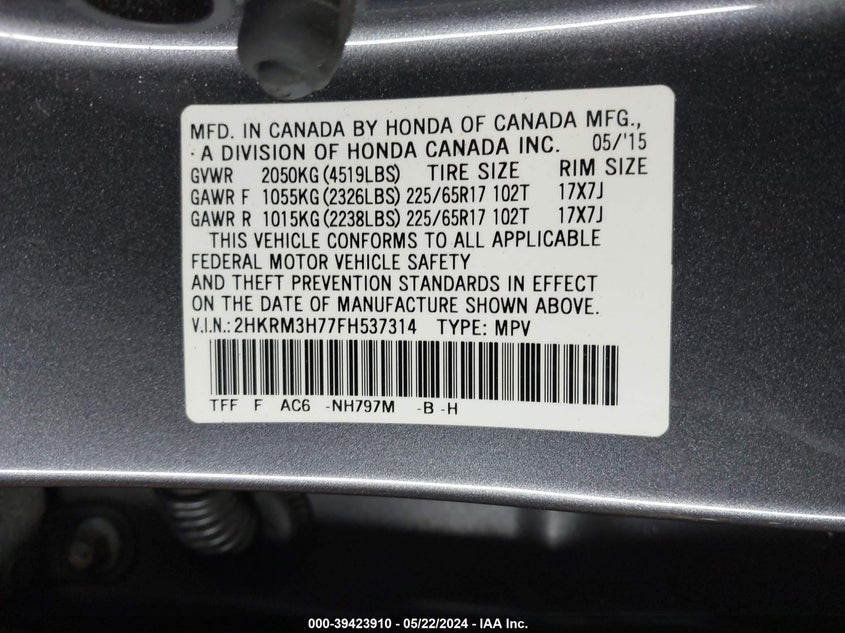 MFD. IN CANADA BY HONDA OF CANADA MFG.,
· A DIVISION OF HONDA CANADA INC. 05/'15
GVWR 2050KG (4519LBS) TIRE SIZE RIM SIZE
GAWR F 1055KG (2326LBS) 225/65R17 102T 17X7J
GAWR R 1015KG (2238LBS) 225/65R17 102T 17X7J
THIS VEHICLE CONFORMS TO ALL APPLICABLE
FEDERAL MOTOR VEHICLE SAFETY
AND THEFT PREVENTION STANDARDS IN EFFECT
ON THE DATE OF MANUFACTURE SHOWN ABOVE.
V.I.N.: 2HKRM3H77FH537314 TYPE: MPV
TFF F AC6 -NH797M -B -H
000-39423910 - 05/22/2024 - IAA Inc.